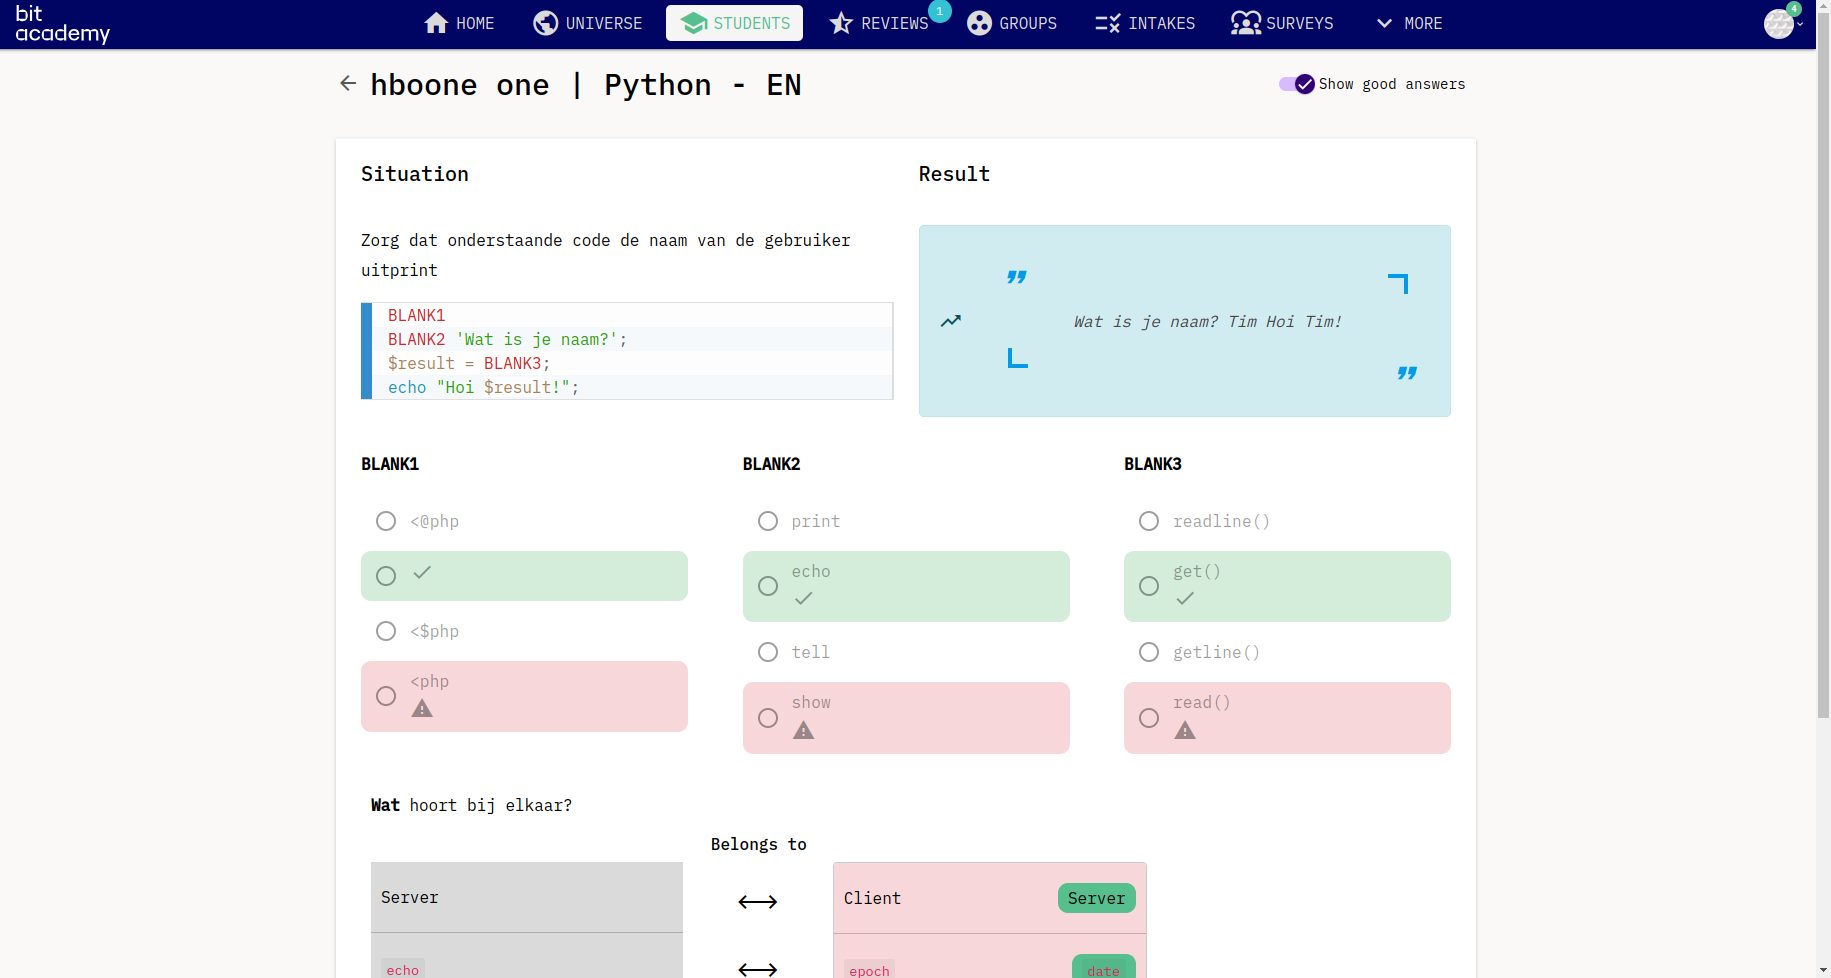 bit
academy
HOME
UNIVERSE
STUDENTS
REVIEWS
1
GROUPS
INTAKES
SURVEYS
MORE
4
hboone one | Python - EN
Show good answers
Situation
Result
Zorg dat onderstaande code de naam van de gebruiker
uitprint
BLANK1
BLANK2 'Wat is je naam?';
$result = BLANK3;
echo "Hoi $result!";
Wat is je naam? Tim Hoi Tim!
BLANK1
BLANK2
BLANK3
<@php
print
readline()
echo
get()
<$php
tell
getline()
<php
show
read()
Wat hoort bij elkaar?
Belongs to
Server
Client
Server
echo
epoch
date